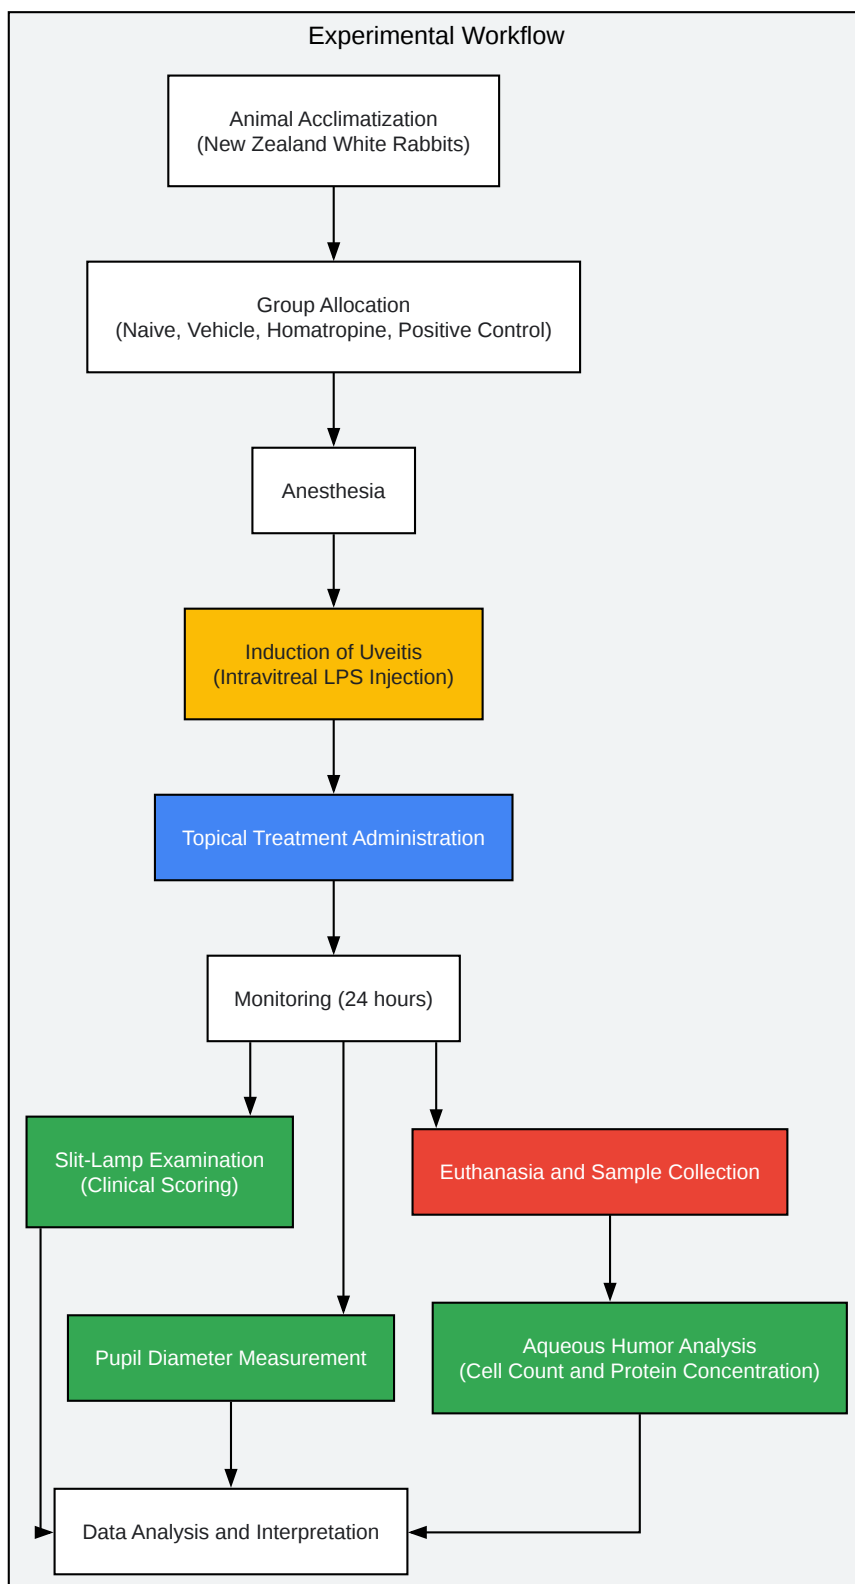 Experimental Workflow
Animal Acclimatization
(New Zealand White Rabbits)
Group Allocation
(Naive, Vehicle, Homatropine, Positive Control)
Anesthesia
Induction of Uveitis
(Intravitreal LPS Injection)
Topical Treatment Administration
Monitoring (24 hours)
Slit-Lamp Examination
(Clinical Scoring)
Euthanasia and Sample Collection
Pupil Diameter Measurement
Aqueous Humor Analysis
(Cell Count and Protein Concentration)
Data Analysis and Interpretation